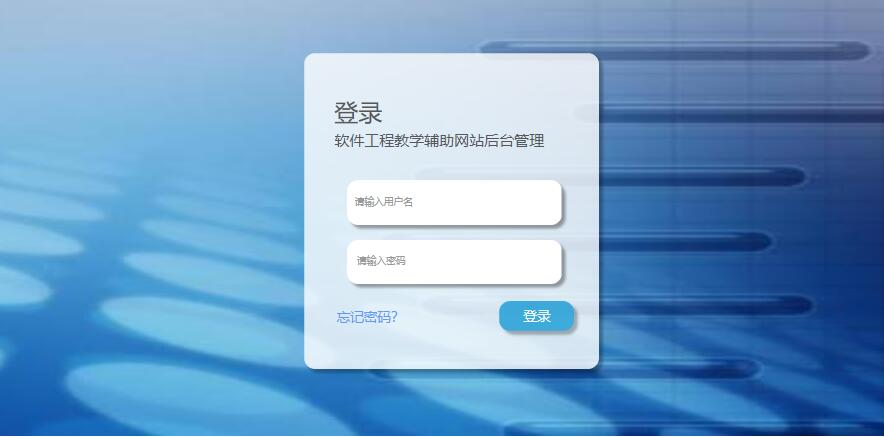 登录
软件工程教学辅助网站后台管理
请输入用户名
请输入密码
忘记密码?
登录